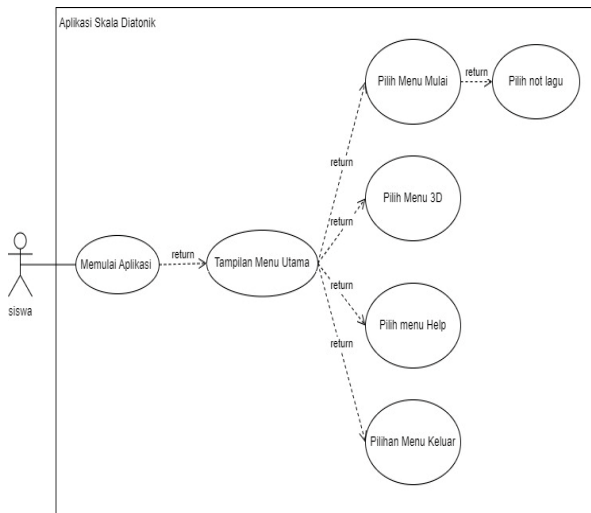 Aplikasi Skala Diatonik
Pilih Menu Mulai
return
Pilih not lagu
return
Pilih Menu 3D
return
siswa
Memulai Aplikasi
return
Tampilan Menu Utama
return
Pilih menu Help
return
Pilihan Menu Keluar